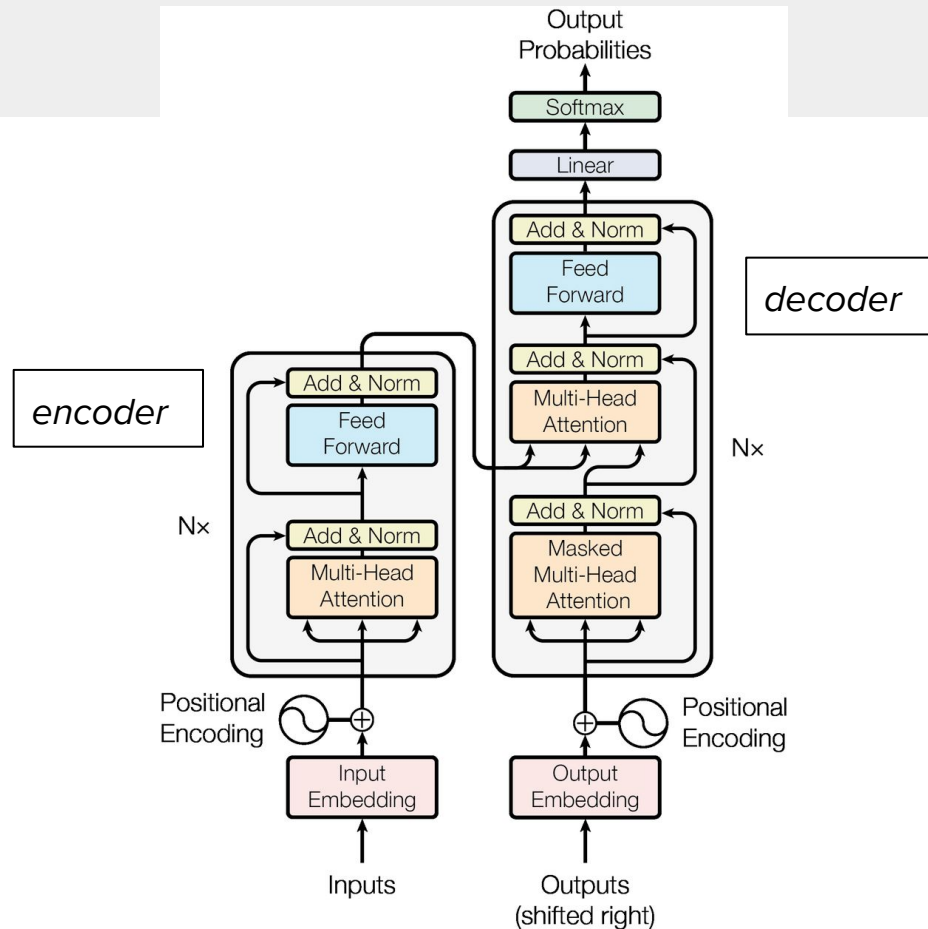 Output
Probabilities
Softmax
Linear
Add & Norm
Feed
Forward
decoder
Add & Norm
Multi-Head
Attention
Nx
Add & Norm
Masked
Multi-Head
Attention
encoder
Add & Norm
Feed
Forward
Nx
Add & Norm
Multi-Head
Attention
Positional
Encoding
Positional
Encoding
Input
Embedding
Output
Embedding
Inputs
Outputs
(shifted right)